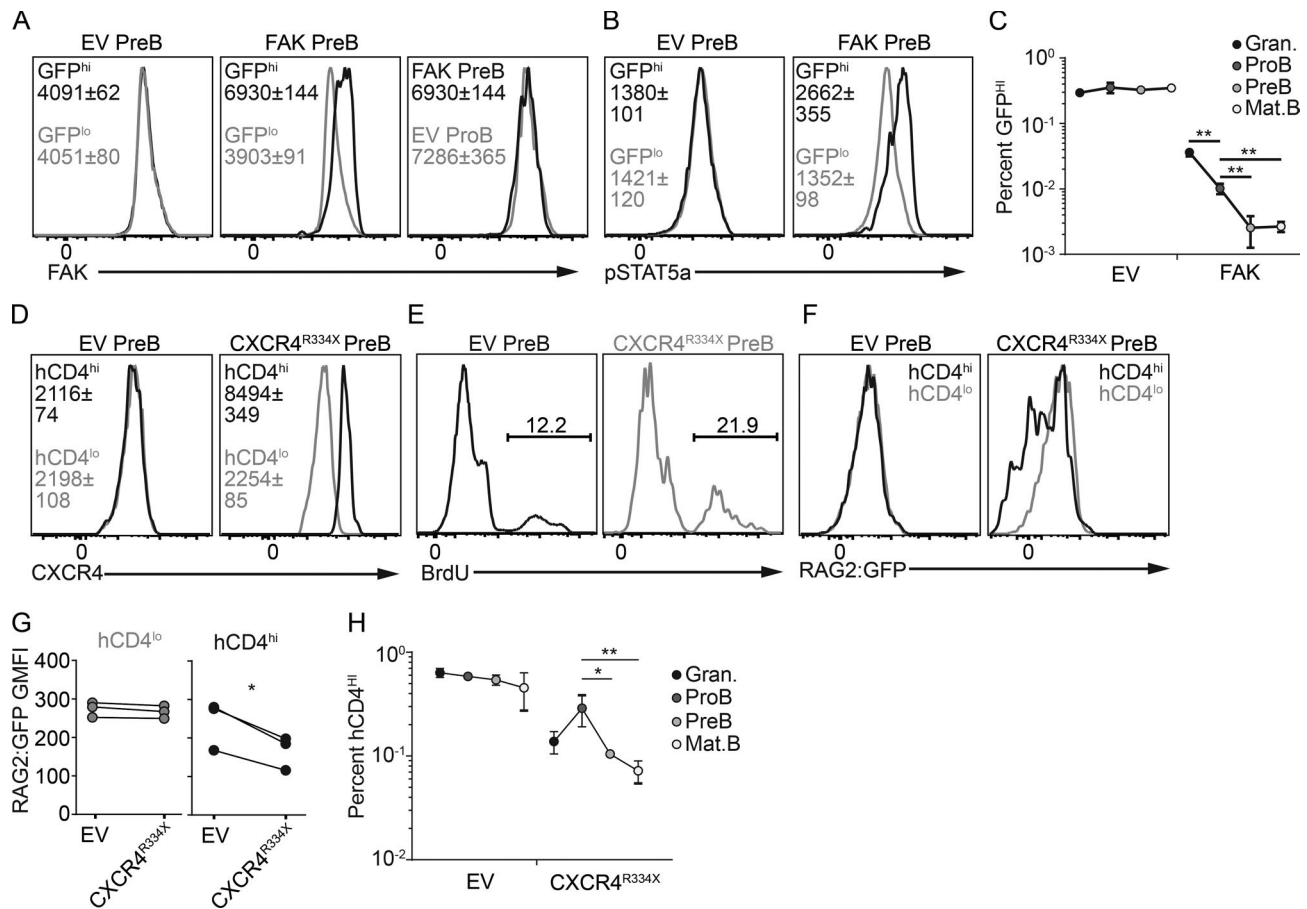 A
EV PreB
FAK PreB
GFPhi
4091±62
GFPlo
4051±80
GFPhi
6930±144
GFPlo
3903±91
FAK PreB
6930±144
EV ProB
7286±365
0
0
0
FAK
B
EV PreB
FAK PreB
GFPhi
1380±
101
GFPlo
1421±
120
GFPhi
2662±
355
GFPlo
1352±
98
0
0
pSTAT5a
C
Percent GFPHI
100
10-1
10-2
10-3
**
**
**
EV
FAK
Gran.
ProB
PreB
Mat.B
D
EV PreB
CXCR4R334X PreB
hCD4hi
2116±
74
hCD4lo
2198±
108
hCD4hi
8494±
349
hCD4lo
2254±
85
0
0
CXCR4
E
EV PreB
CXCR4R334X PreB
12.2
21.9
0
0
BrdU
F
EV PreB
CXCR4R334X PreB
hCD4hi
hCD4lo
hCD4hi
hCD4lo
0
0
RAG2:GFP
G
hCD4lo
hCD4hi
RAG2:GFP GMFI
400
300
200
100
0
*
EV
CXCR4R334X
EV
CXCR4R334X
H
Percent hCD4HI
100
10-1
10-2
**
*
EV
CXCR4R334X
Gran.
ProB
PreB
Mat.B